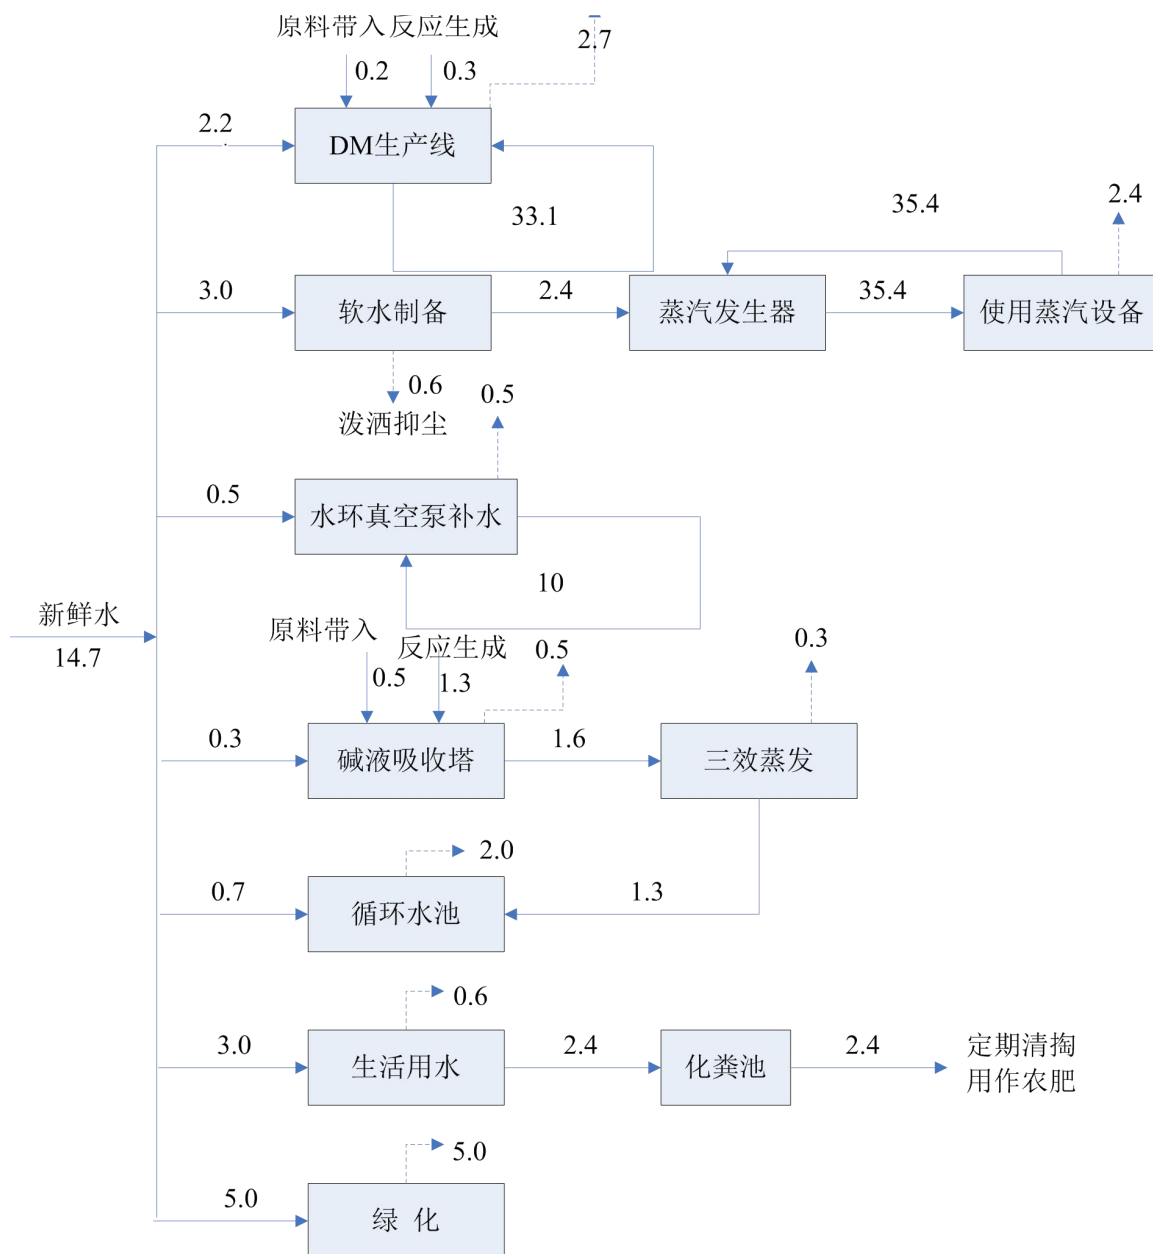 原料带入 反应生成
2.7
0.2
0.3
2.2
DM生产线
33.1
35.4
2.4
3.0
软水制备
2.4
蒸汽发生器
35.4
使用蒸汽设备
0.6
泼洒抑尘
0.5
0.5
水环真空泵补水
10
新鲜水
14.7
原料带入
反应生成
0.5
1.3
0.5
0.3
0.3
碱液吸收塔
1.6
三效蒸发
2.0
0.7
循环水池
1.3
0.6
3.0
生活用水
2.4
化粪池
2.4
定期清掏
用作农肥
5.0
5.0
绿 化